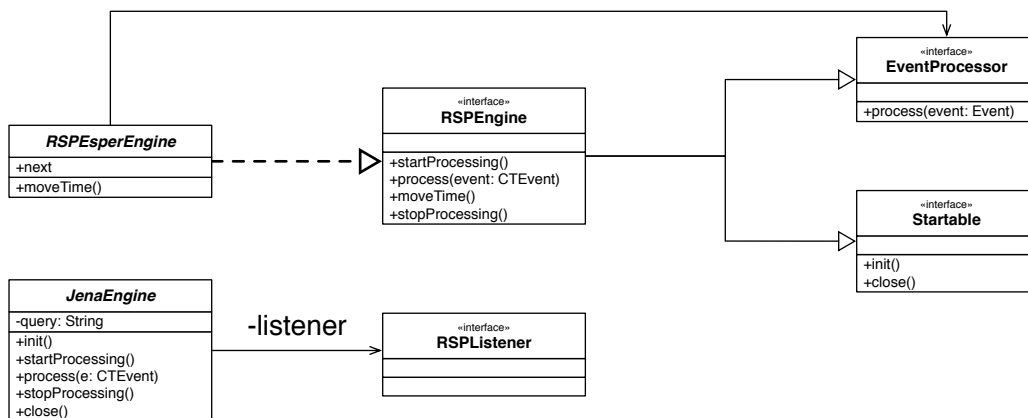 «interface»
EventProcessor
+process(event: Event)
«interface»
RSPEngine
+startProcessing()
+process(event: CTEvent)
+moveTime()
+stopProcessing()
RSPEsperEngine
+next
+moveTime()
«interface»
Startable
+init()
+close()
JenaEngine
-query: String
+init()
+startProcessing()
+process(e: CTEvent)
+stopProcessing()
+close()
-listener
«interface»
RSPListener